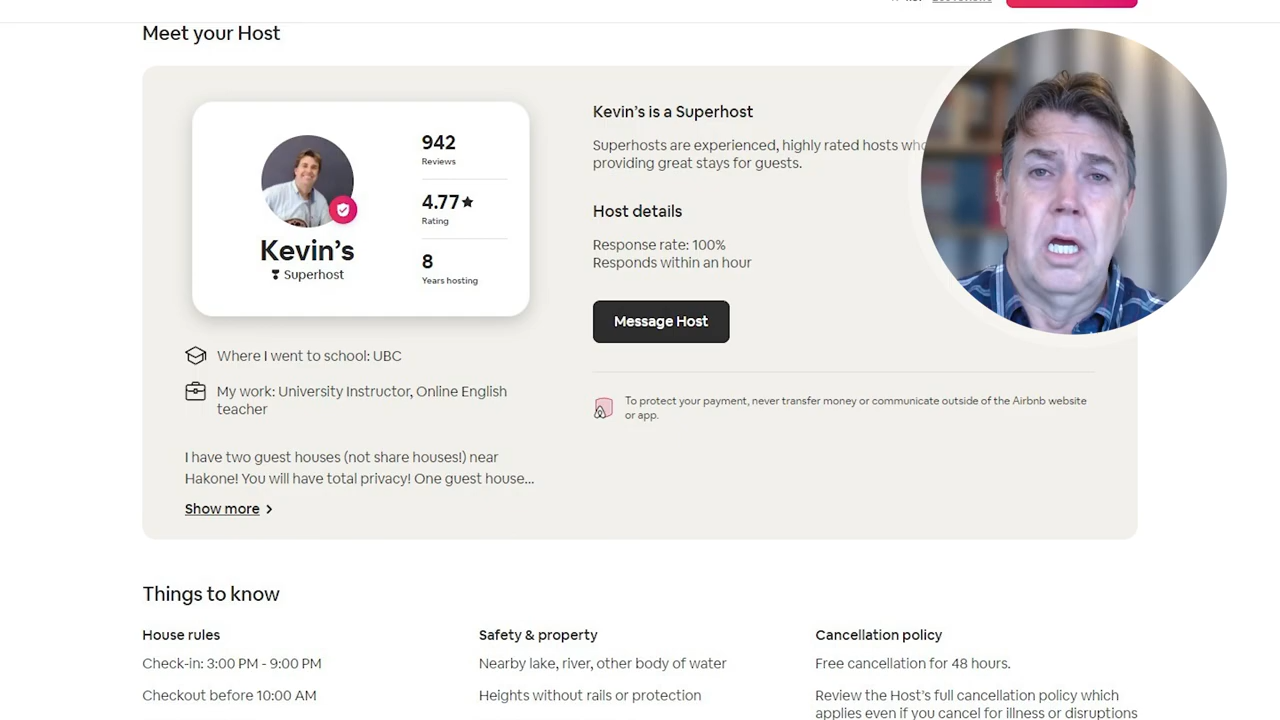 Meet your Host
942
Reviews
4.77★
Rating
8
Years hosting
Kevin's
Superhost
Where I went to school: UBC
My work: University Instructor, Online English
teacher
I have two guest houses (not share houses!) near
Hakone! You will have total privacy! One guest house...
Show more
Kevin's is a Superhost
Superhosts are experienced, highly rated hosts who
providing great stays for guests.
Host details
Response rate: 100%
Responds within an hour
Message Host
To protect your payment, never transfer money or communicate outside of the Airbnb website
or app.
Things to know
House rules
Check-in: 3:00 PM - 9:00 PM
Checkout before 10:00 AM
Safety & property
Nearby lake, river, other body of water
Heights without rails or protection
Cancellation policy
Free cancellation for 48 hours.
Review the Host's full cancellation policy which
applies even if you cancel for illness or disruptions